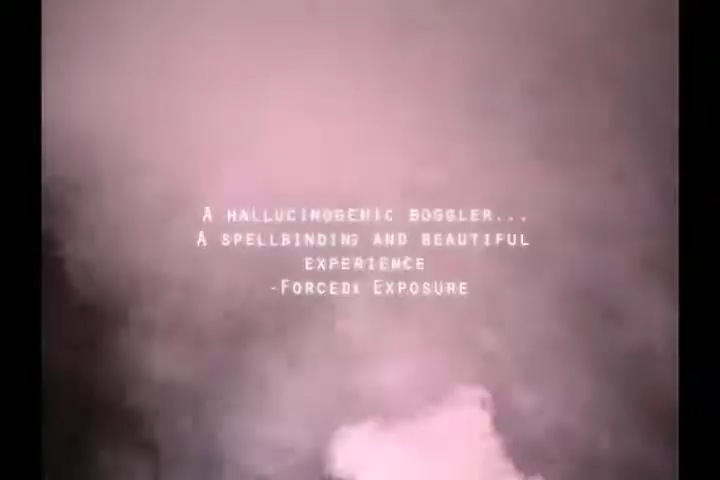 A HALLUCINOGENIC BOGGLER...
A SPELLBINDING AND BEAUTIFUL
EXPERIENCE
-FORCED EXPOSURE